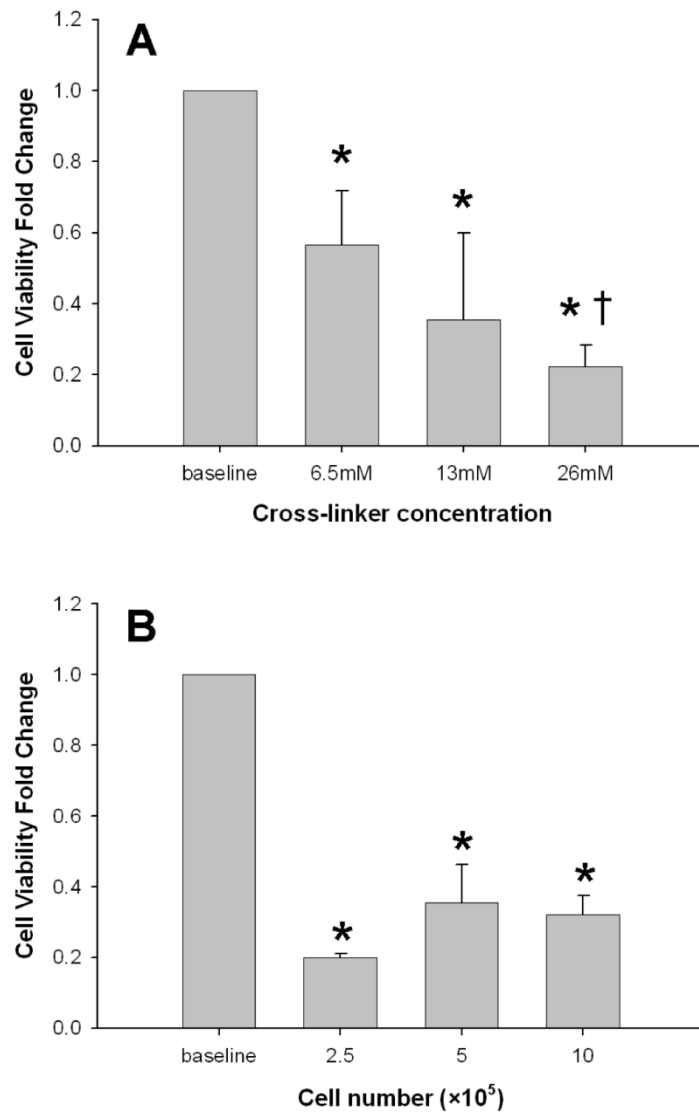 A
Cell Viability Fold Change
1.2
1.0
0.8
0.6
0.4
0.2
0.0
* * * †
baseline 6.5mM 13mM 26mM
Cross-linker concentration
B
Cell Viability Fold Change
1.2
1.0
0.8
0.6
0.4
0.2
0.0
* * *
baseline 2.5 5 10
Cell number (×10⁵)